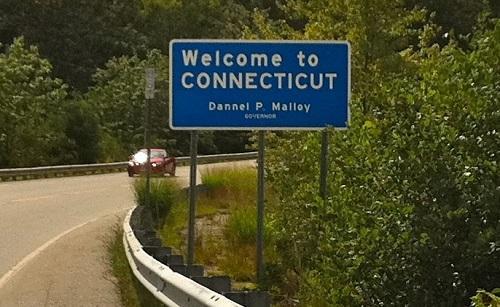 Welcome to
CONNECTICUT
Dannel P. Malloy
GOVERNOR